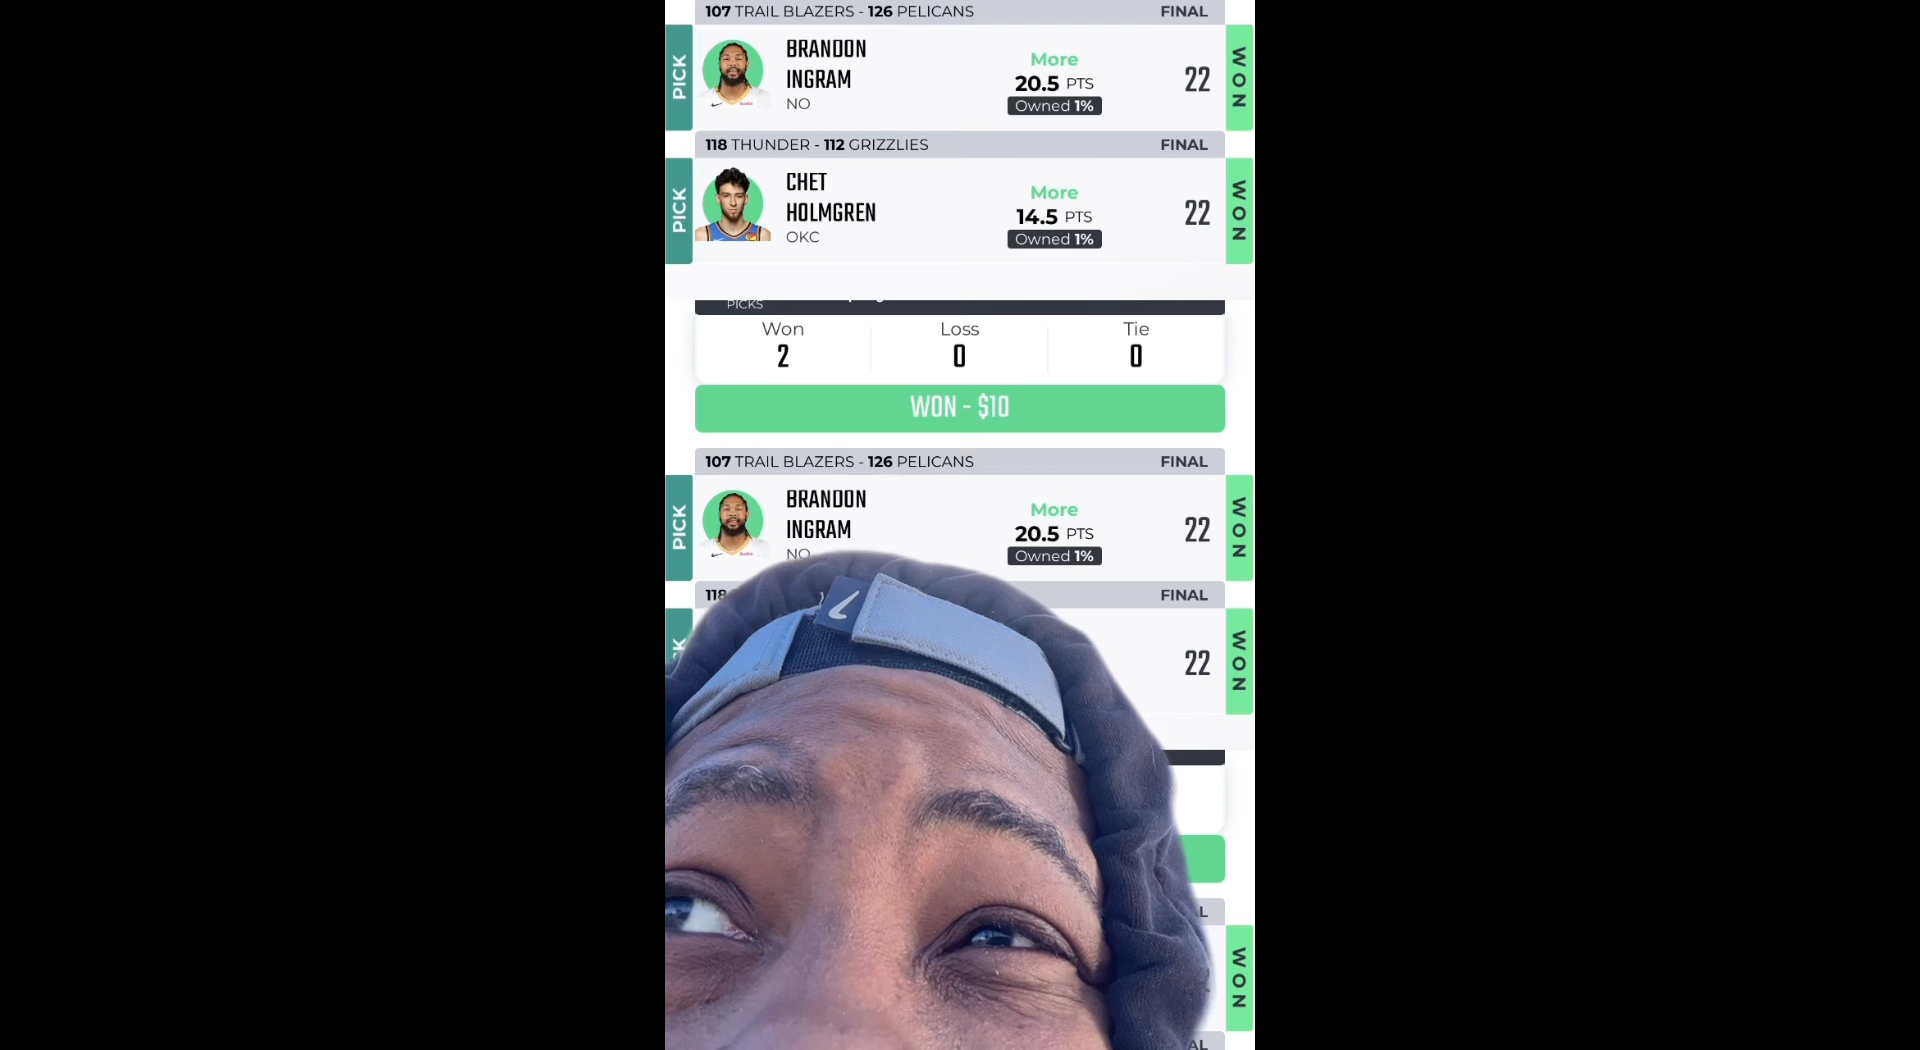 107 TRAIL BLAZERS - 126 PELICANS FINAL
PICK
BRANDON
INGRAM
NO
More
20.5 PTS
Owned 1%
22
WON
118 THUNDER - 112 GRIZZLIES FINAL
PICK
CHET
HOLMGREN
OKC
More
14.5 PTS
Owned 1%
22
WON
PICKS
Won Loss Tie
2 0 0
WON - $10
107 TRAIL BLAZERS - 126 PELICANS FINAL
PICK
BRANDON
INGRAM
NO
More
20.5 PTS
Owned 1%
22
WON
118 FINAL
22
WON
WON